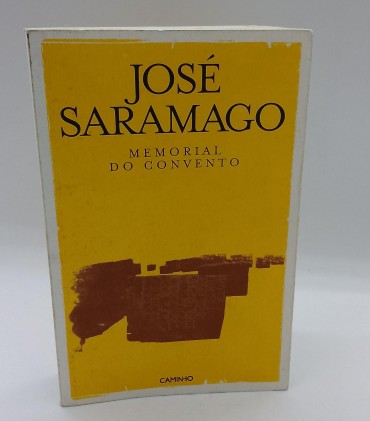 JOSÉ
SARAMAGO
MEMORIAL
DO CONVENTO
CAMINHO